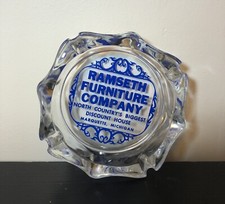 RAMSETH
FURNITURE
COMPANY
NORTH COUNTRY'S BIGGEST
DISCOUNT HOUSE
MARQUETTE, MICHIGAN